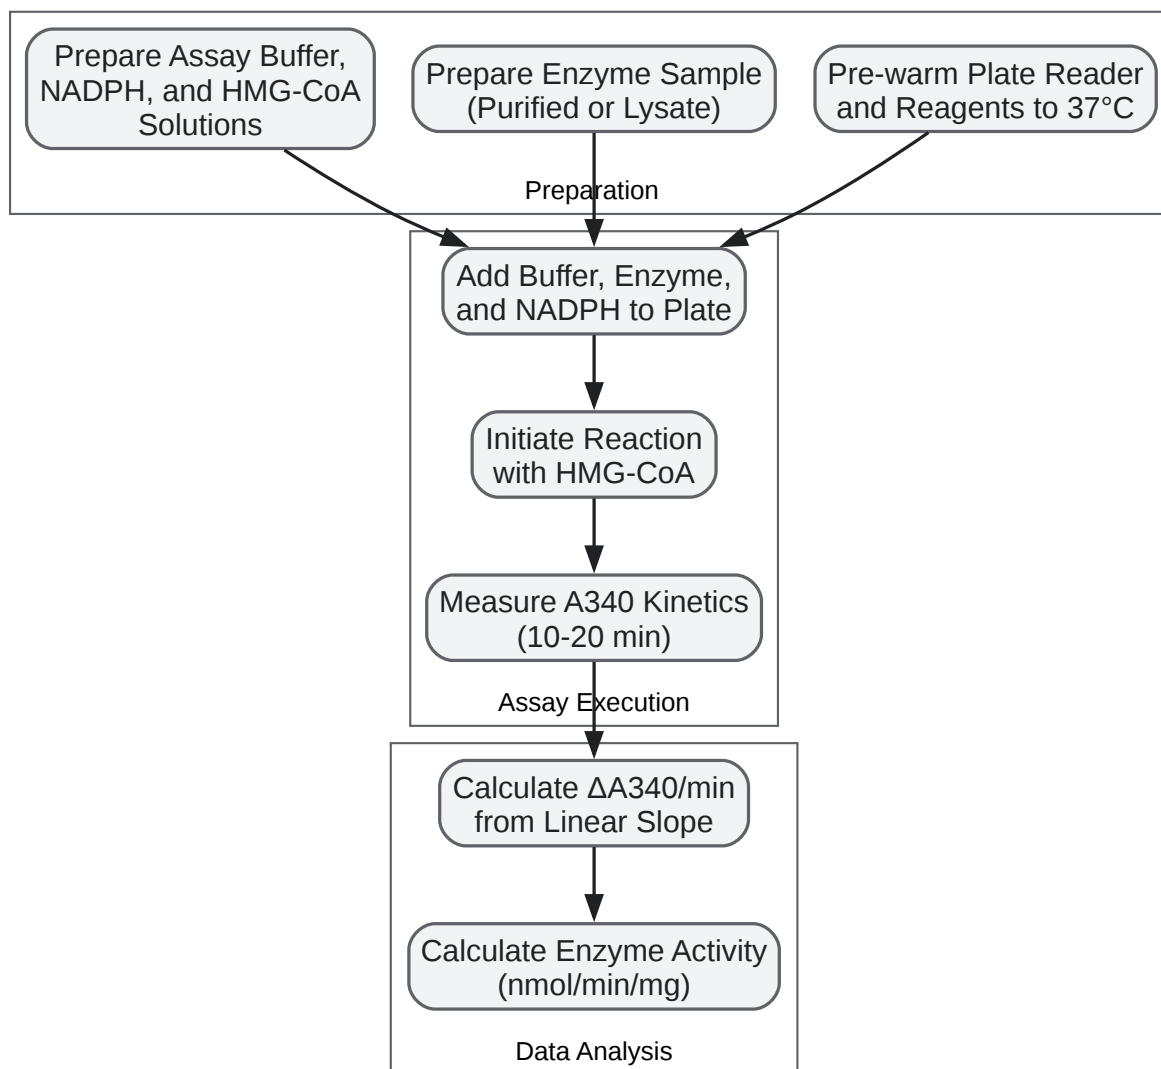 Prepare Assay Buffer,
NADPH, and HMG-CoA
Solutions
Prepare Enzyme Sample
(Purified or Lysate)
Pre-warm Plate Reader
and Reagents to 37°C
Preparation
Add Buffer, Enzyme,
and NADPH to Plate
Initiate Reaction
with HMG-CoA
Measure A340 Kinetics
(10-20 min)
Assay Execution
Calculate ΔA340/min
from Linear Slope
Calculate Enzyme Activity
(nmol/min/mg)
Data Analysis